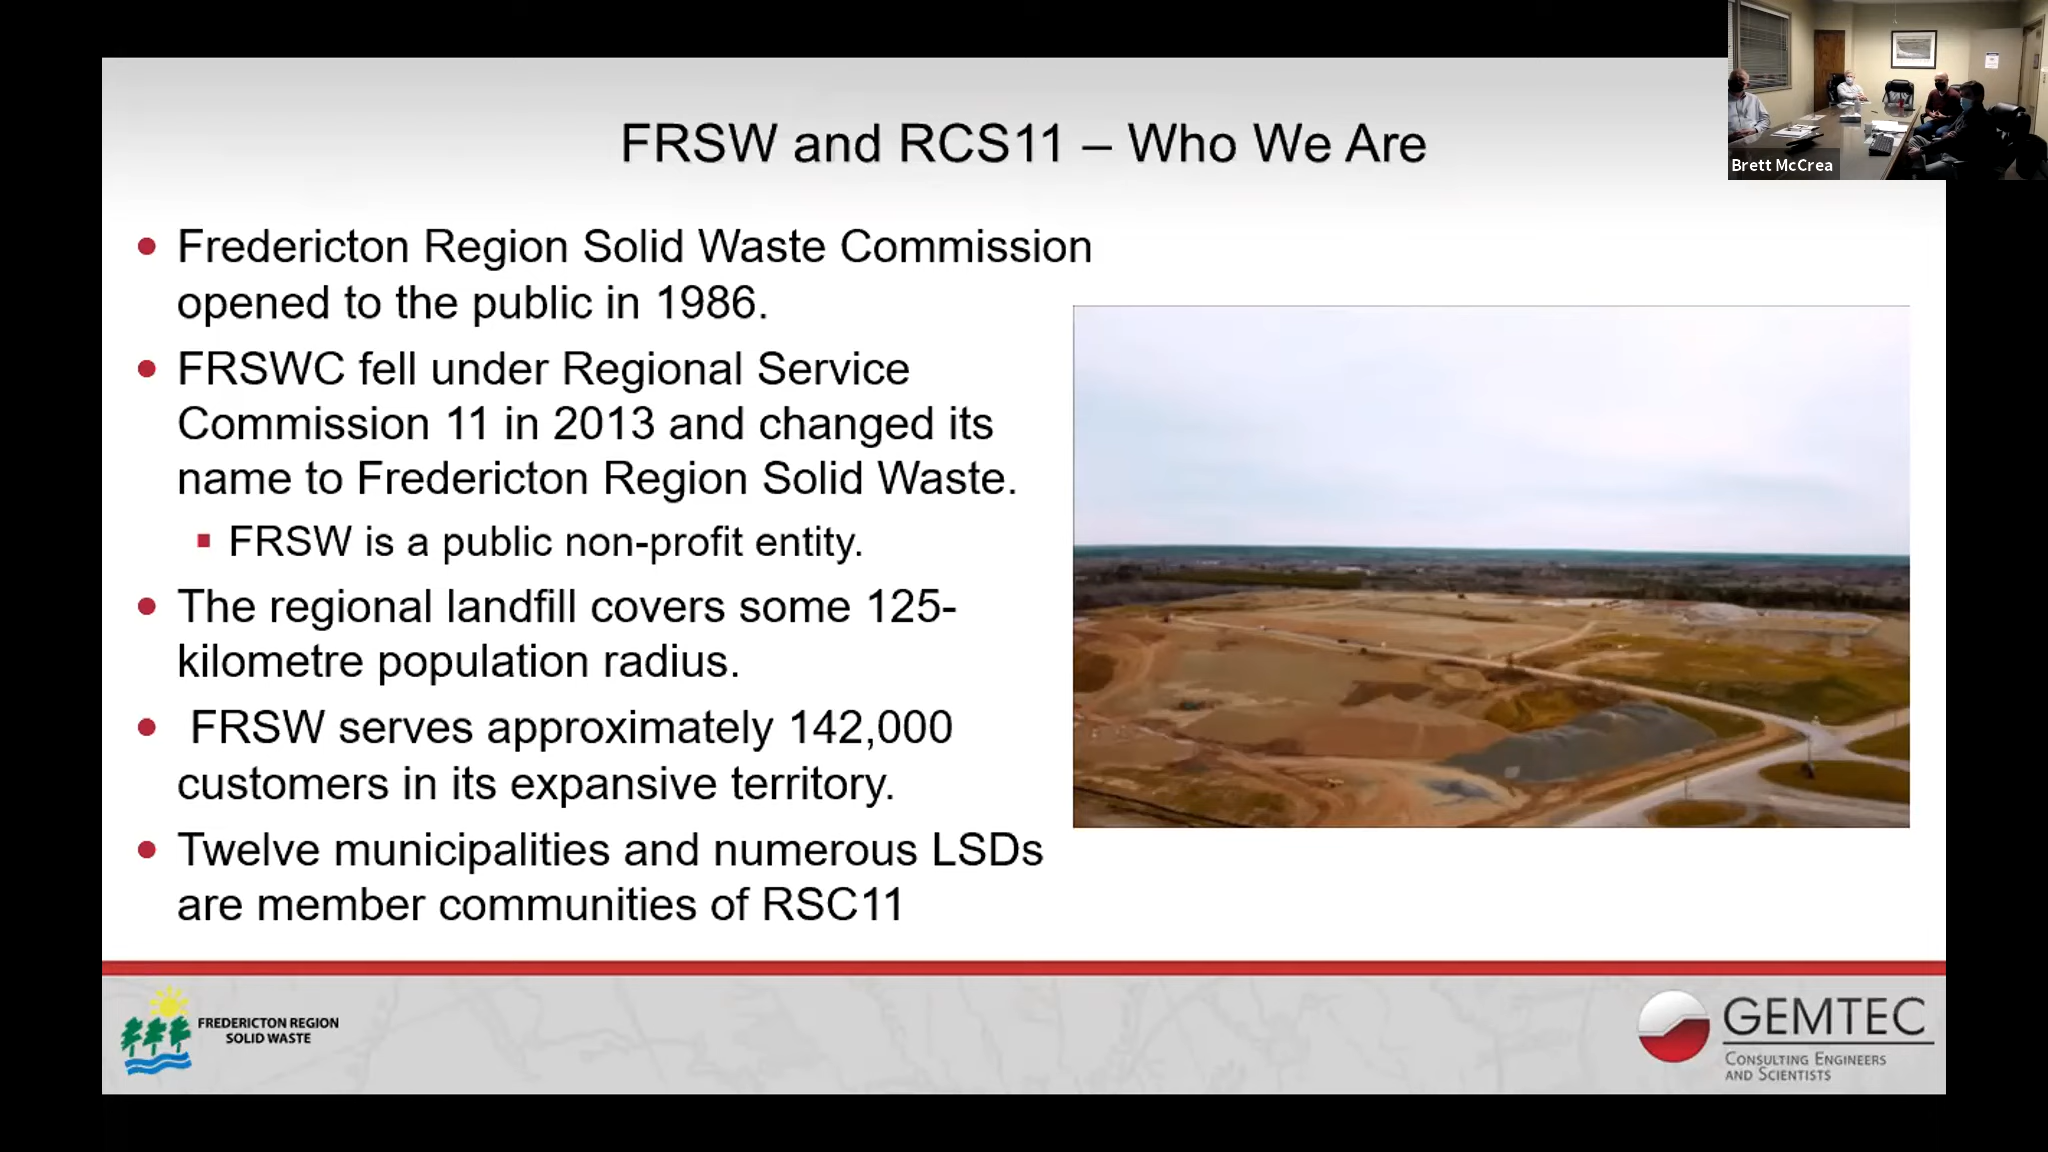 FRSW and RCS11 – Who We Are
Brett McCrea
• Fredericton Region Solid Waste Commission
opened to the public in 1986.
• FRSWC fell under Regional Service
Commission 11 in 2013 and changed its
name to Fredericton Region Solid Waste.
▪ FRSW is a public non-profit entity.
• The regional landfill covers some 125-
kilometre population radius.
• FRSW serves approximately 142,000
customers in its expansive territory.
• Twelve municipalities and numerous LSDs
are member communities of RSC11
FREDERICTON REGION
SOLID WASTE
GEMTEC
CONSULTING ENGINEERS
AND SCIENTISTS